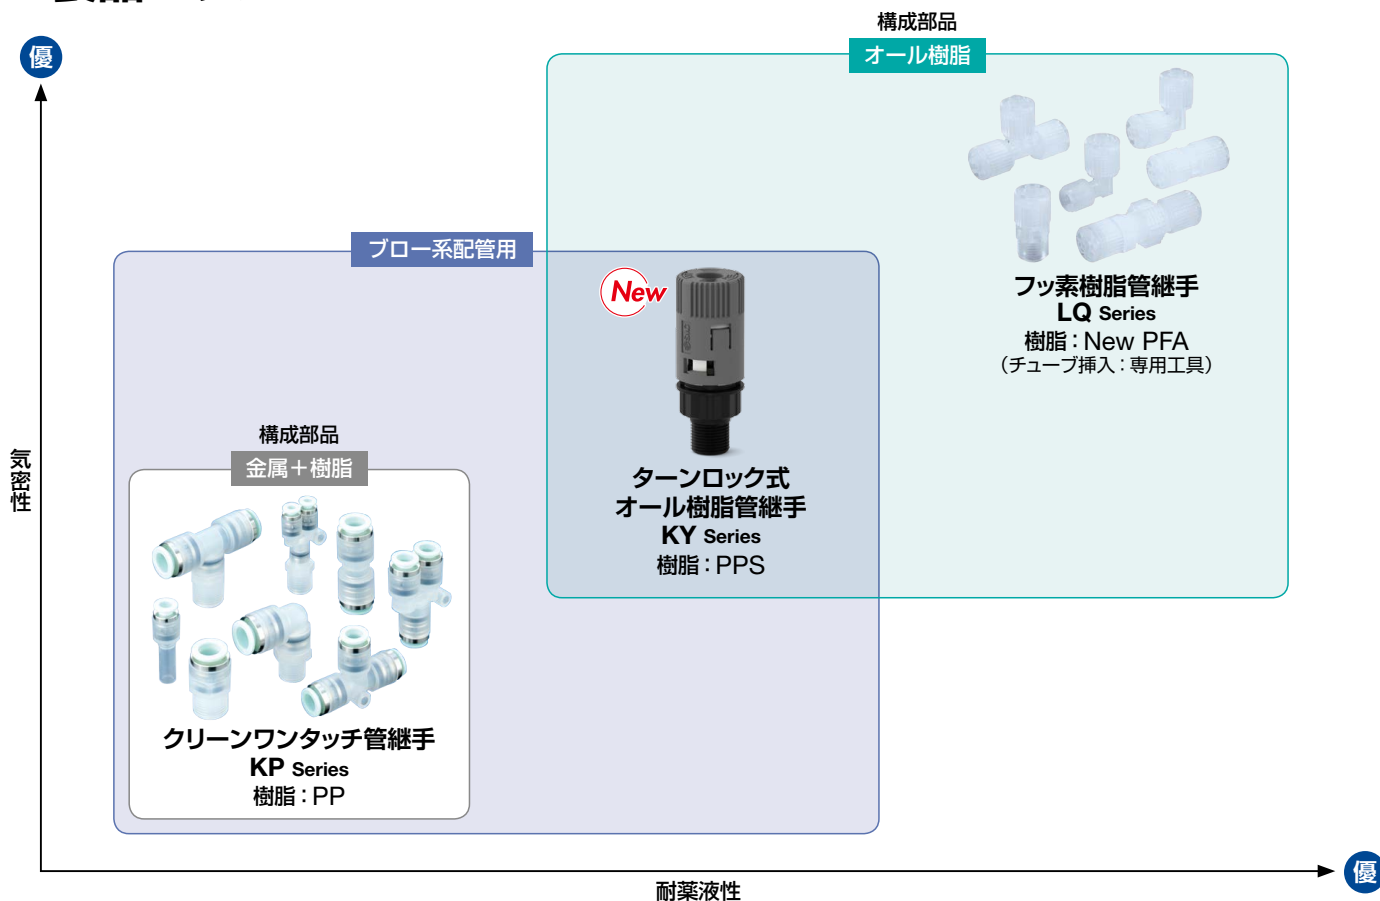 構成部品
オール樹脂
優
ブロー系配管用
New
フッ素樹脂管継手
LQ Series
樹脂：New PFA
（チューブ挿入：専用工具）
構成部品
金属＋樹脂
ターンロック式
オール樹脂管継手
KY Series
樹脂：PPS
気密性
クリーンワンタッチ管継手
KP Series
樹脂：PP
優
耐薬液性